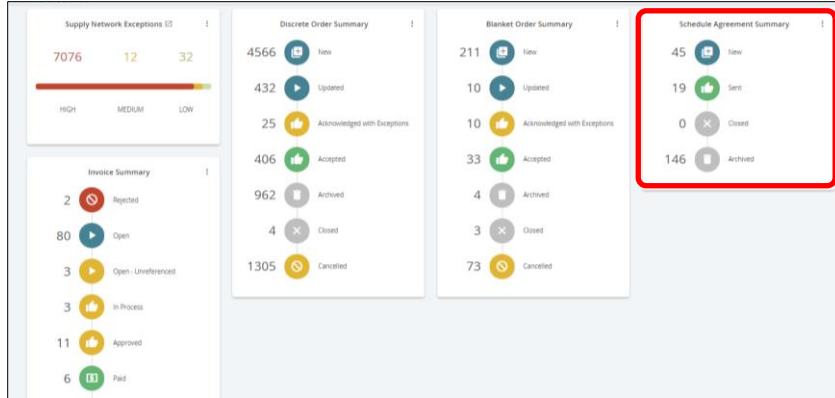 Supply Network Exceptions
7076 12 32
HIGH MEDIUM LOW
Invoice Summary
2 Rejected
80 Open
3 Open - Unreferenced
3 In Process
11 Approved
6 Paid
Discrete Order Summary
4566 New
432 Updated
25 Acknowledged with Exceptions
406 Accepted
962 Archived
4 Closed
1305 Cancelled
Blanket Order Summary
211 New
10 Updated
10 Acknowledged with Exceptions
33 Accepted
4 Archived
3 Closed
73 Cancelled
Schedule Agreement Summary
45 New
19 Sent
0 Closed
146 Archived